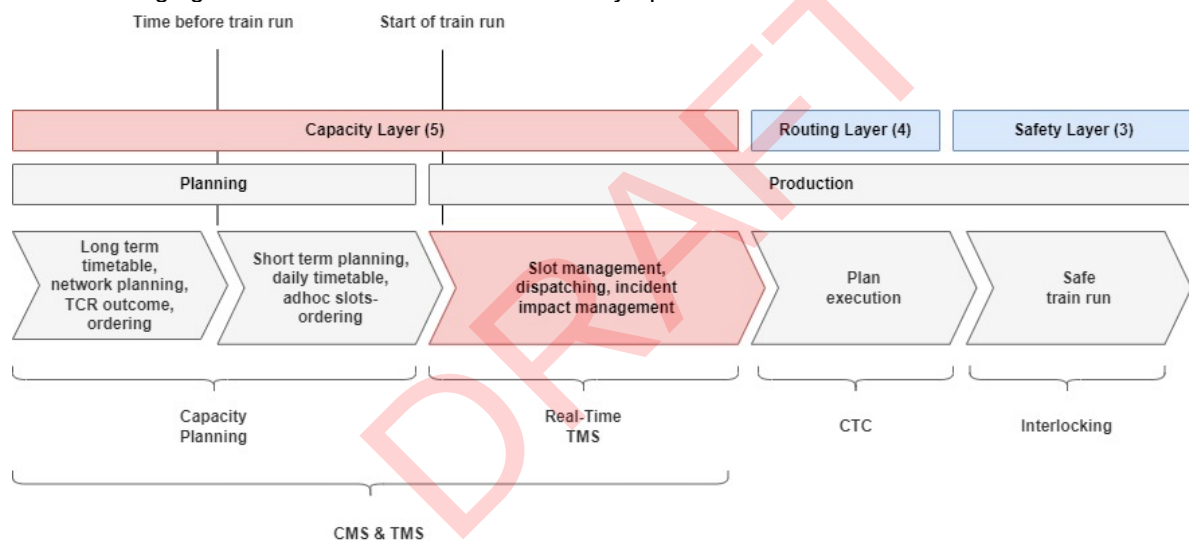 Time before train run
Start of train run
Capacity Layer (5)
Routing Layer (4)
Safety Layer (3)
Planning
Production
Long term
timetable,
network planning,
TCR outcome,
ordering
Short term planning,
daily timetable,
adhoc slots-
ordering
Slot management,
dispatching, incident
impact management
Plan
execution
Safe
train run
Capacity
Planning
Real-Time
TMS
CTC
Interlocking
CMS & TMS
DRAFT